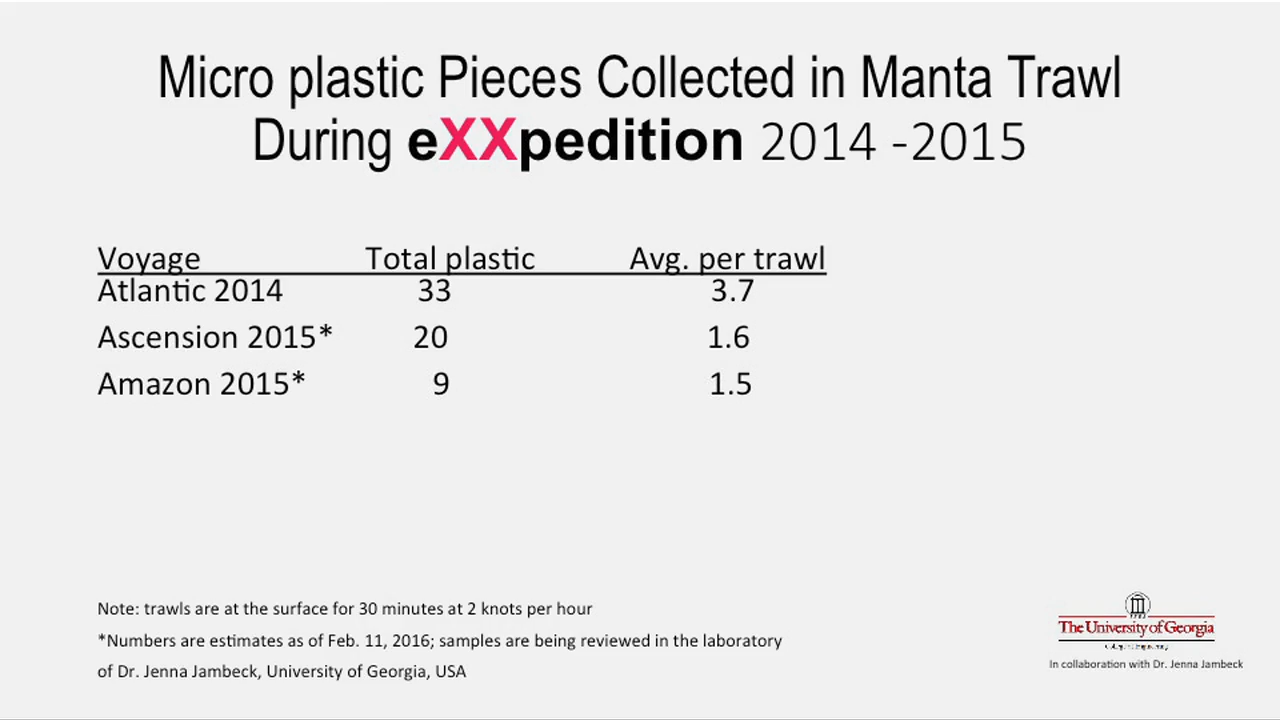 Micro plastic Pieces Collected in Manta Trawl
During eXXpedition 2014 -2015
Voyage Total plastic Avg. per trawl
Atlantic 2014 33 3.7
Ascension 2015* 20 1.6
Amazon 2015* 9 1.5
Note: trawls are at the surface for 30 minutes at 2 knots per hour
*Numbers are estimates as of Feb. 11, 2016; samples are being reviewed in the laboratory
of Dr. Jenna Jambeck, University of Georgia, USA
The University of Georgia
College of Engineering
In collaboration with Dr. Jenna Jambeck